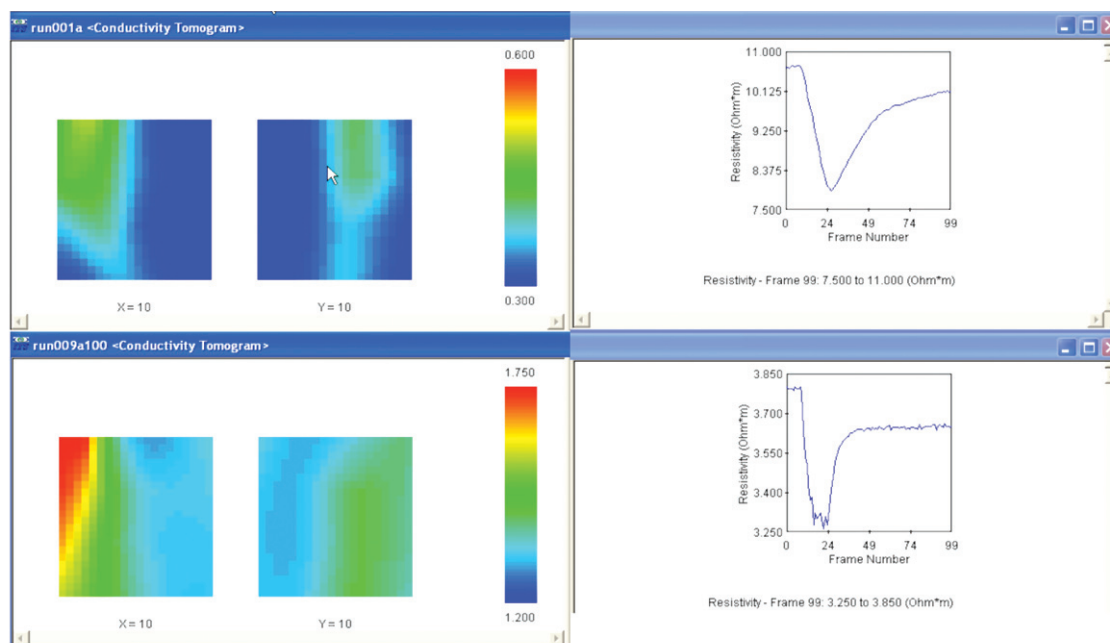 run001a <Conductivity Tomogram>
0.600
0.300
X = 10
Y = 10
11.000
10.125
9.250
8.375
7.500
Resistivity (Ohm*m)
0 24 49 74 99
Frame Number
Resistivity - Frame 99: 7.500 to 11.000 (Ohm*m)
run009a100 <Conductivity Tomogram>
1.750
1.200
X = 10
Y = 10
3.850
3.700
3.550
3.400
3.250
Resistivity (Ohm*m)
0 24 49 74 99
Frame Number
Resistivity - Frame 99: 3.250 to 3.850 (Ohm*m)